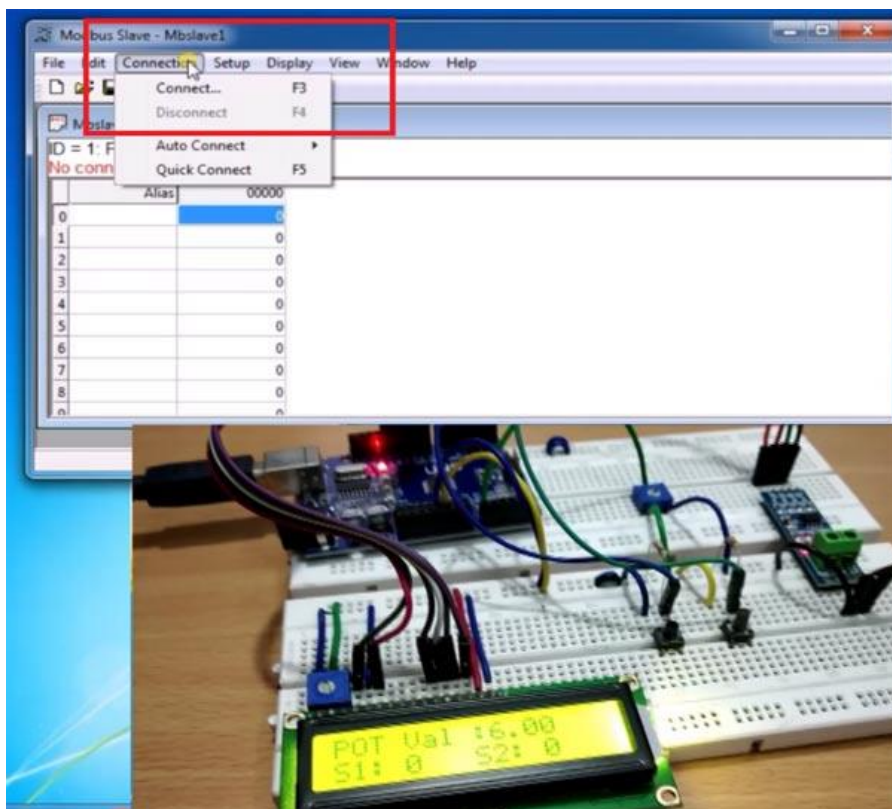 Modbus Slave - Mbslave1
File Edit Connection Setup Display View Window Help
Connect... F3
Disconnect F4
Auto Connect
Quick Connect F5
ID = 1: F
No conn
Alias 00000
0 0
1 0
2 0
3 0
4 0
5 0
6 0
7 0
8 0
POT Val :6.00
S1: 0 S2: 0